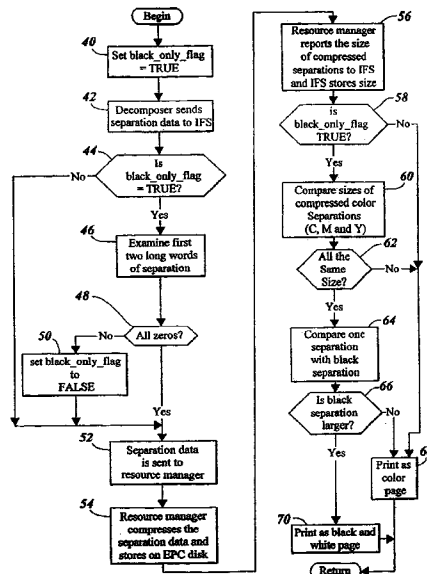 Begin
40
Set black_only_flag
= TRUE
42
Decomposer sends
separation data to IFS
44
Is
black_only_flag
= TRUE?
No
Yes
46
Examine first
two long words
of separation
48
All zeros?
No
50
set black_only_flag
to
FALSE
Yes
52
Separation data
is sent to
resource manager
54
Resource manager
compresses the
separation data and
stores on EPC disk
56
Resource manager
reports the size
of compressed
separations to IFS
and IFS stores size
58
is
black_only_flag
TRUE?
No
Yes
60
Compare sizes of
compressed color
Separations
(C, M and Y)
62
All the
Same
Size?
No
Yes
64
Compare one
separation
with black
separation
66
Is black
separation
larger?
No
Yes
6
Print as
color
page
70
Print as black and
white page
Return